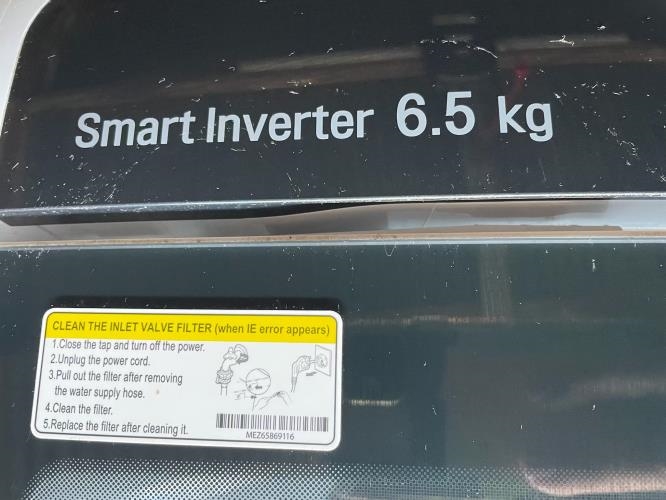 Smart Inverter 6.5 kg
CLEAN THE INLET VALVE FILTER (when IE error appears)
1.Close the tap and turn off the power.
2.Unplug the power cord.
3.Pull out the filter after removing
the water supply hose.
4.Clean the filter.
5.Replace the filter after cleaning it.
MEZ65869116